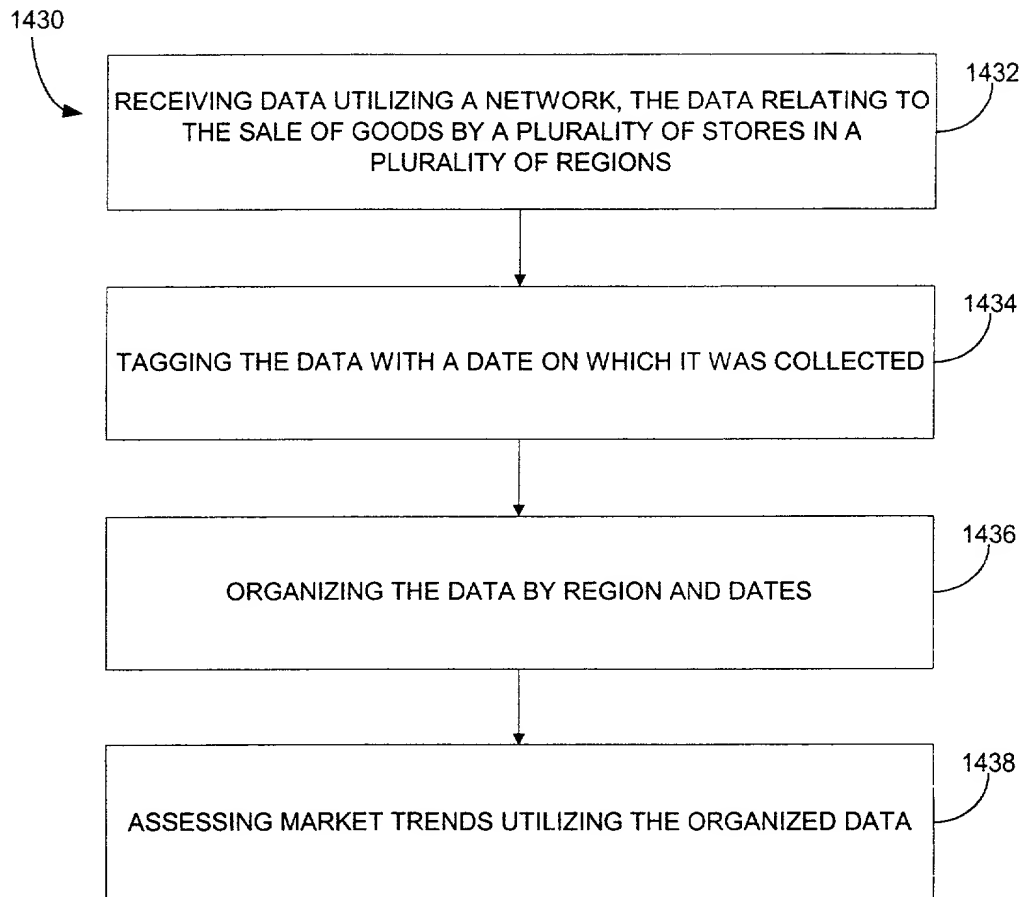 1430
1432
RECEIVING DATA UTILIZING A NETWORK, THE DATA RELATING TO
THE SALE OF GOODS BY A PLURALITY OF STORES IN A
PLURALITY OF REGIONS
1434
TAGGING THE DATA WITH A DATE ON WHICH IT WAS COLLECTED
1436
ORGANIZING THE DATA BY REGION AND DATES
1438
ASSESSING MARKET TRENDS UTILIZING THE ORGANIZED DATA